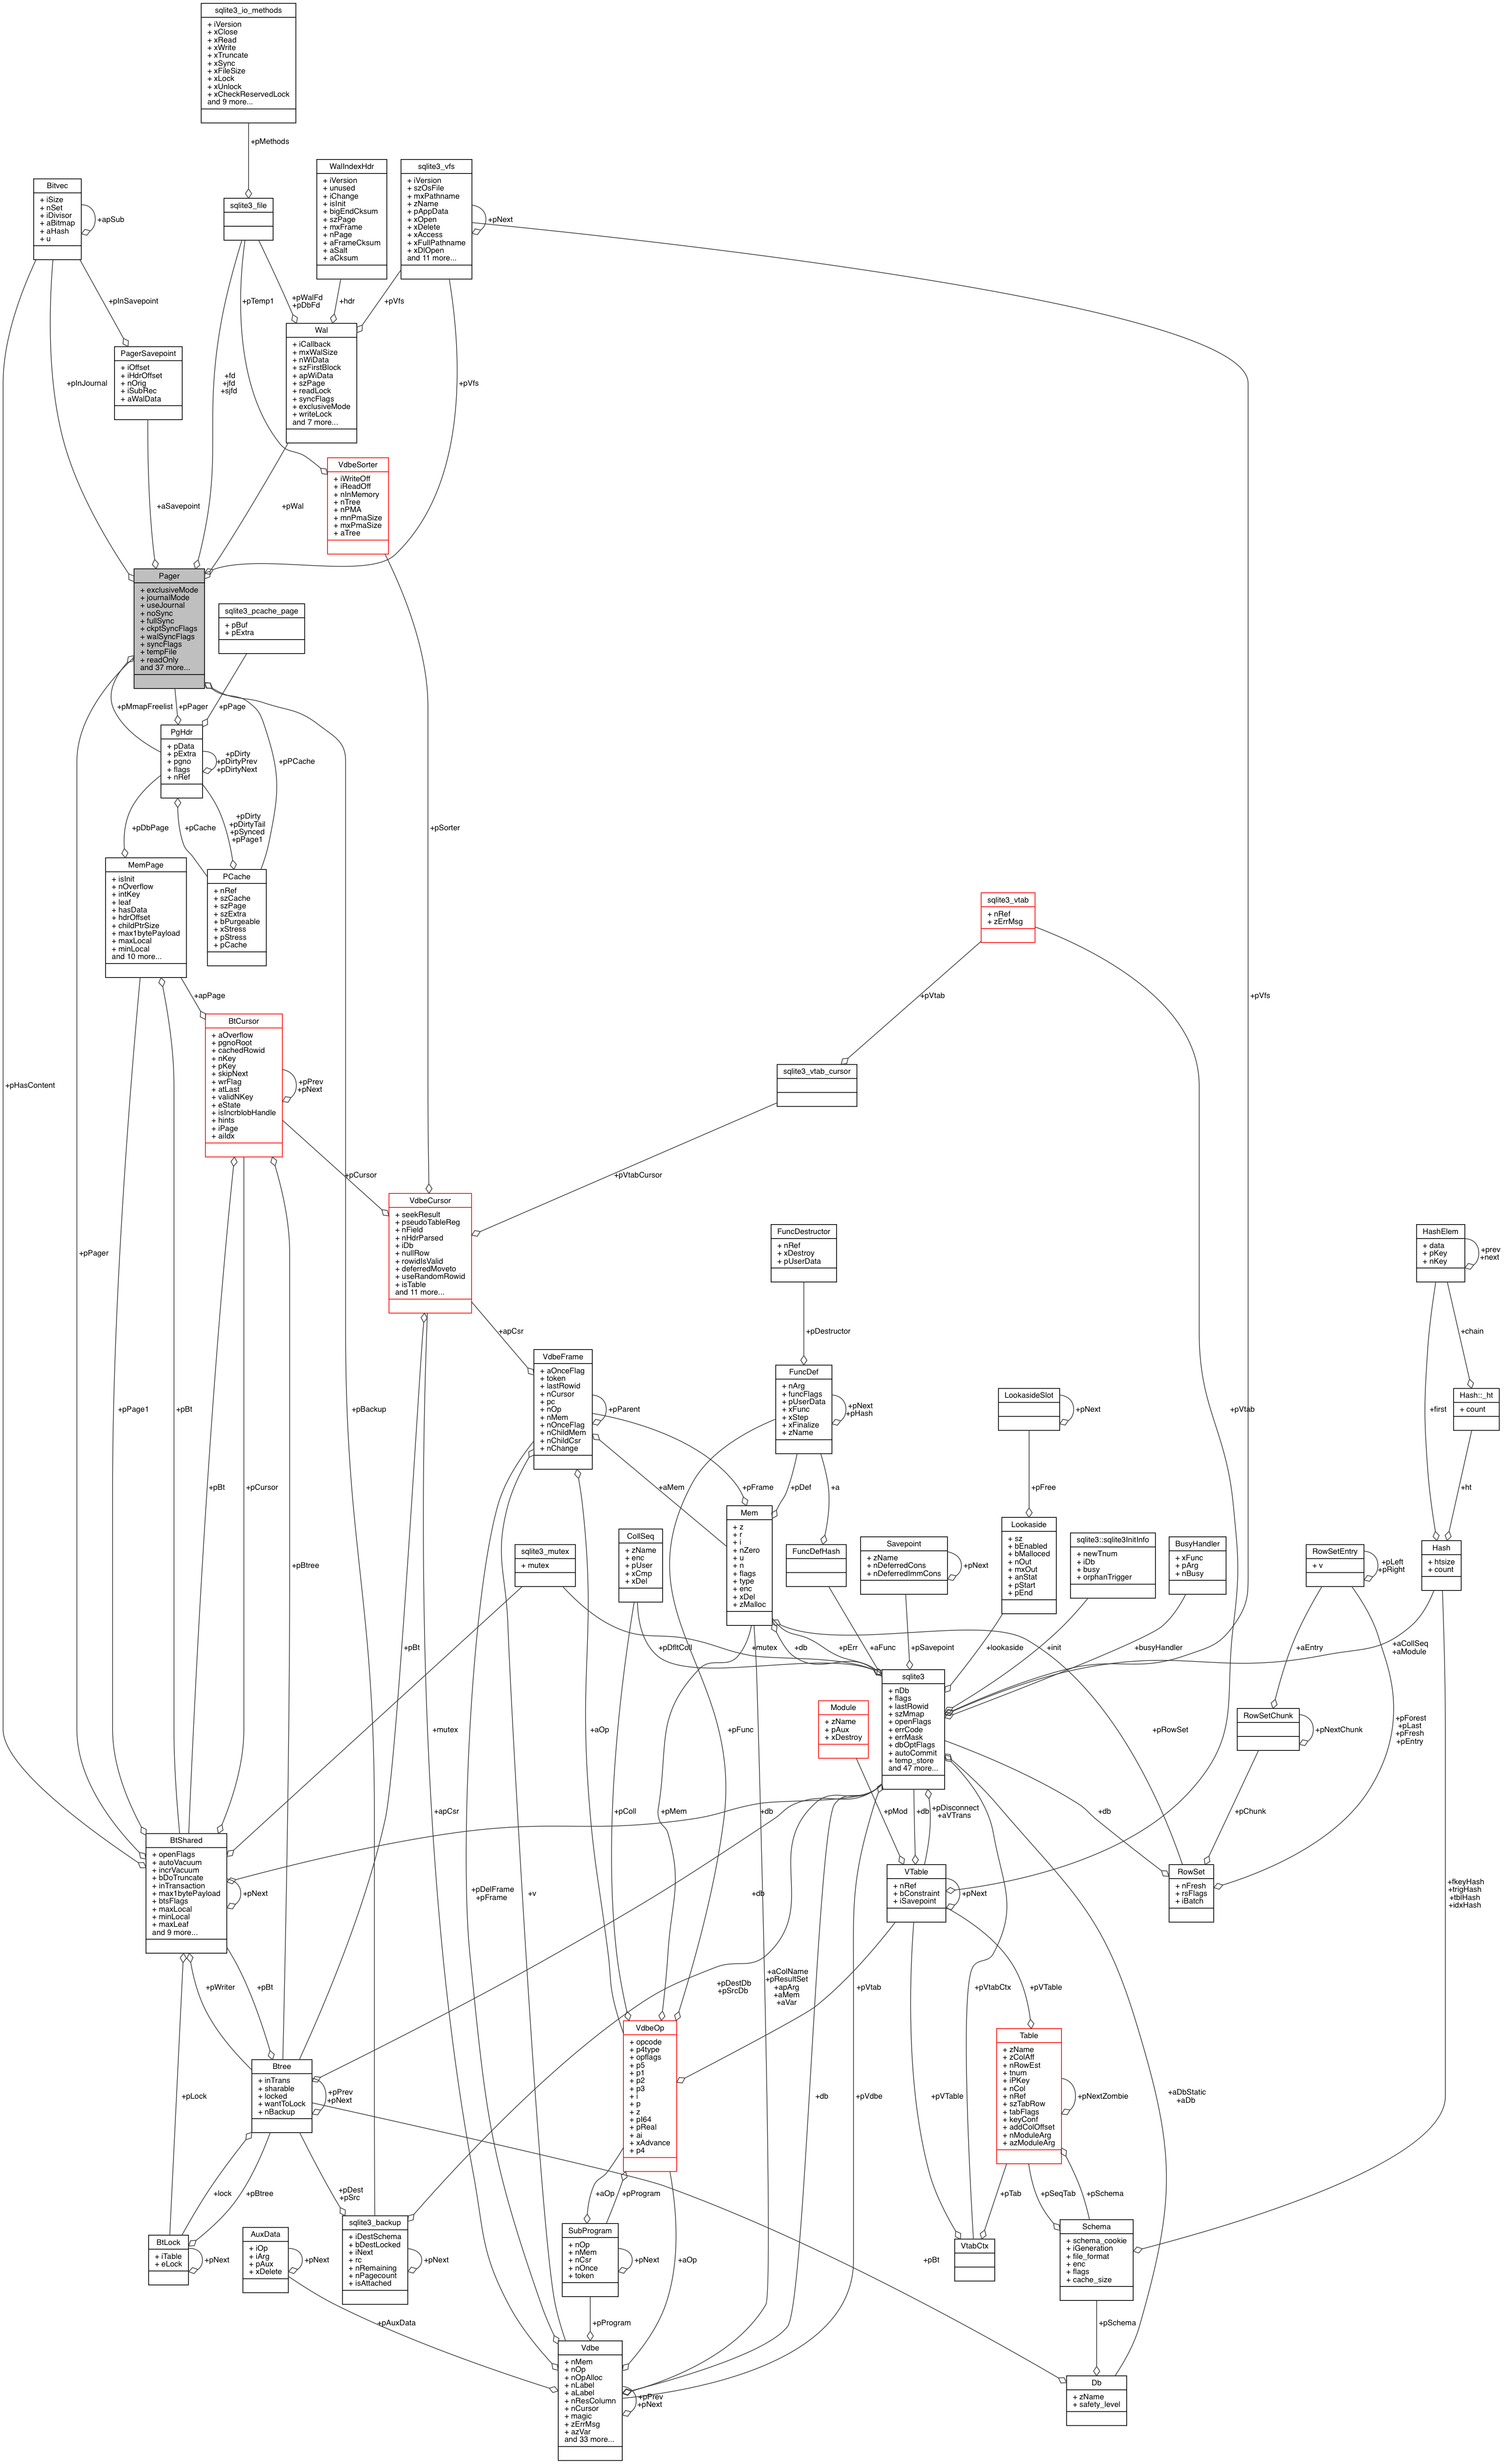 sqlite3_io_methods
+ iVersion
+ xClose
+ xRead
+ xWrite
+ xTruncate
+ xSync
+ xFileSize
+ xLock
+ xUnlock
+ xCheckReservedLock
and 9 more...
+pMethods
Bitvec
+ iSize
+ nSet
+ iDivisor
+ aBitmap
+ aHash
+ u
+apSub
sqlite3_file
WalIndexHdr
+ iVersion
+ unused
+ iChange
+ isInit
+ bigEndCksum
+ szPage
+ mxFrame
+ nPage
+ aFrameCksum
+ aSalt
+ aCksum
sqlite3_vfs
+ iVersion
+ szOsFile
+ mxPathname
+ zName
+ pAppData
+ xOpen
+ xDelete
+ xAccess
+ xFullPathname
+ xDlOpen
and 11 more...
+pNext
+pInSavepoint
+pTemp1
+pWalFd
+pDbFd
+hdr
+pVfs
PagerSavepoint
+ iOffset
+ iHdrOffset
+ nOrig
+ iSubRec
+ aWalData
Wal
+ iCallback
+ mxWalSize
+ nWiData
+ szFirstBlock
+ apWiData
+ szPage
+ readLock
+ syncFlags
+ exclusiveMode
+ writeLock
and 7 more...
+pInJournal
+fd
+jfd
+sjfd
+pVfs
VdbeSorter
+ iWriteOff
+ iReadOff
+ nInMemory
+ nTree
+ nPMA
+ mnPmaSize
+ mxPmaSize
+ aTree
+aSavepoint
+pWal
Pager
+ exclusiveMode
+ journalMode
+ useJournal
+ noSync
+ fullSync
+ ckptSyncFlags
+ walSyncFlags
+ syncFlags
+ tempFile
+ readOnly
and 37 more...
sqlite3_pcache_page
+ pBuf
+ pExtra
+pMmapFreelist
+pPager
+pPage
PgHdr
+ pData
+ pExtra
+ pgno
+ flags
+ nRef
+pDirty
+pDirtyPrev
+pDirtyNext
+pPCache
+pDbPage
+pCache
+pDirty
+pDirtyTail
+pSynced
+pPage1
+pSorter
MemPage
+ isInit
+ nOverflow
+ intKey
+ leaf
+ hasData
+ hdrOffset
+ childPtrSize
+ max1bytePayload
+ maxLocal
+ minLocal
and 10 more...
PCache
+ nRef
+ szCache
+ szPage
+ szExtra
+ bPurgeable
+ xStress
+ pStress
+ pCache
sqlite3_vtab
+ nRef
+ zErrMsg
+apPage
+pVtab
+pVfs
BtCursor
+ aOverflow
+ pgnoRoot
+ cachedRowid
+ nKey
+ pKey
+ skipNext
+ wrFlag
+ atLast
+ validNKey
+ eState
+ isIncrblobHandle
+ hints
+ iPage
+ aiIdx
+pPrev
+pNext
+pHasContent
sqlite3_vtab_cursor
+pCursor
+pVtabCursor
VdbeCursor
+ seekResult
+ pseudoTableReg
+ nField
+ nHdrParsed
+ iDb
+ nullRow
+ rowidIsValid
+ deferredMoveto
+ useRandomRowid
+ isTable
and 11 more...
+pPager
FuncDestructor
+ nRef
+ xDestroy
+ pUserData
HashElem
+ data
+ pKey
+ nKey
+prev
+next
+apCsr
+pDestructor
+chain
VdbeFrame
+ aOnceFlag
+ token
+ lastRowid
+ nCursor
+ pc
+ nOp
+ nMem
+ nOnceFlag
+ nChildMem
+ nChildCsr
+ nChange
+pParent
FuncDef
+ nArg
+ funcFlags
+ pUserData
+ xFunc
+ xStep
+ xFinalize
+ zName
+pNext
+pHash
LookasideSlot
+pNext
Hash::_ht
+ count
+pPage1
+pBt
+pBackup
+pVtab
+first
+pBt
+pCursor
+aMem
+pFrame
+pDef
+a
+pFree
+ht
Mem
+ z
+ r
+ i
+ nZero
+ u
+ n
+ flags
+ type
+ enc
+ xDel
+ zMalloc
CollSeq
+ zName
+ enc
+ pUser
+ xCmp
+ xDel
sqlite3_mutex
+ mutex
FuncDefHash
Savepoint
+ zName
+ nDeferredCons
+ nDeferredImmCons
+pNext
Lookaside
+ sz
+ bEnabled
+ bMalloced
+ nOut
+ mxOut
+ anStat
+ pStart
+ pEnd
sqlite3::sqlite3InitInfo
+ newTnum
+ iDb
+ busy
+ orphanTrigger
BusyHandler
+ xFunc
+ pArg
+ nBusy
RowSetEntry
+ v
+pLeft
+pRight
Hash
+ htsize
+ count
+pBtree
+pBt
+pDfltColl
+mutex
+db
+pErr
+aFunc
+pSavepoint
+lookaside
+init
+busyHandler
+aEntry
+aCollSeq
+aModule
sqlite3
+ nDb
+ flags
+ lastRowid
+ szMmap
+ openFlags
+ errCode
+ errMask
+ dbOptFlags
+ autoCommit
+ temp_store
and 47 more...
Module
+ zName
+ pAux
+ xDestroy
RowSetChunk
+pNextChunk
+mutex
+aOp
+pFunc
+pRowSet
+pForest
+pLast
+pFresh
+pEntry
+apCsr
+pColl
+pMem
+db
+pMod
+db
+pDisconnect
+aVTrans
+pVtabCtx
+db
+pChunk
BtShared
+ openFlags
+ autoVacuum
+ incrVacuum
+ bDoTruncate
+ inTransaction
+ max1bytePayload
+ btsFlags
+ maxLocal
+ minLocal
+ maxLeaf
and 9 more...
+pNext
VTable
+ nRef
+ bConstraint
+ iSavepoint
+pNext
RowSet
+ nFresh
+ rsFlags
+ iBatch
+pDelFrame
+pFrame
+v
+db
+fkeyHash
+trigHash
+tblHash
+idxHash
+pWriter
+pBt
+pDestDb
+pSrcDb
+aColName
+pResultSet
+apArg
+aMem
+aVar
+pVtab
+pVtabCtx
+pVTable
Btree
+ inTrans
+ sharable
+ locked
+ wantToLock
+ nBackup
+pPrev
+pNext
VdbeOp
+ opcode
+ p4type
+ opflags
+ p5
+ p1
+ p2
+ p3
+ i
+ p
+ z
+ pI64
+ pReal
+ ai
+ xAdvance
+ p4
Table
+ zName
+ zColAff
+ nRowEst
+ tnum
+ iPKey
+ nCol
+ nRef
+ szTabRow
+ tabFlags
+ keyConf
+ addColOffset
+ nModuleArg
+ azModuleArg
+pNextZombie
+pLock
+db
+pVdbe
+pVTable
+aDbStatic
+aDb
+lock
+pBtree
+pDest
+pSrc
+aOp
+pProgram
+pTab
+pSeqTab
+pSchema
BtLock
+ iTable
+ eLock
+pNext
AuxData
+ iOp
+ iArg
+ pAux
+ xDelete
+pNext
sqlite3_backup
+ iDestSchema
+ bDestLocked
+ iNext
+ rc
+ nRemaining
+ nPagecount
+ isAttached
+pNext
SubProgram
+ nOp
+ nMem
+ nCsr
+ nOnce
+ token
+pNext
+aOp
+pBt
VtabCtx
Schema
+ schema_cookie
+ iGeneration
+ file_format
+ enc
+ flags
+ cache_size
+pAuxData
+pProgram
+pSchema
Vdbe
+ nMem
+ nOp
+ nOpAlloc
+ nLabel
+ aLabel
+ nResColumn
+ nCursor
+ magic
+ zErrMsg
+ azVar
and 33 more...
+pPrev
+pNext
Db
+ zName
+ safety_level